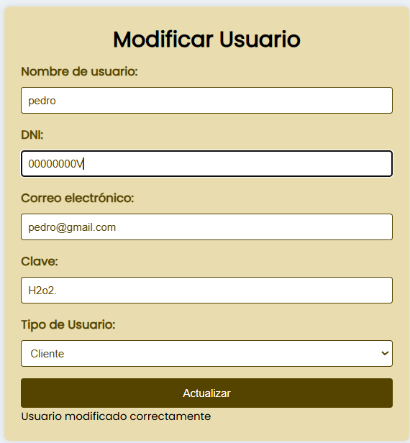 Modificar Usuario
Nombre de usuario:
pedro
DNI:
00000000V
Correo electrónico:
pedro@gmail.com
Clave:
H2o2.
Tipo de Usuario:
Cliente
Actualizar
Usuario modificado correctamente